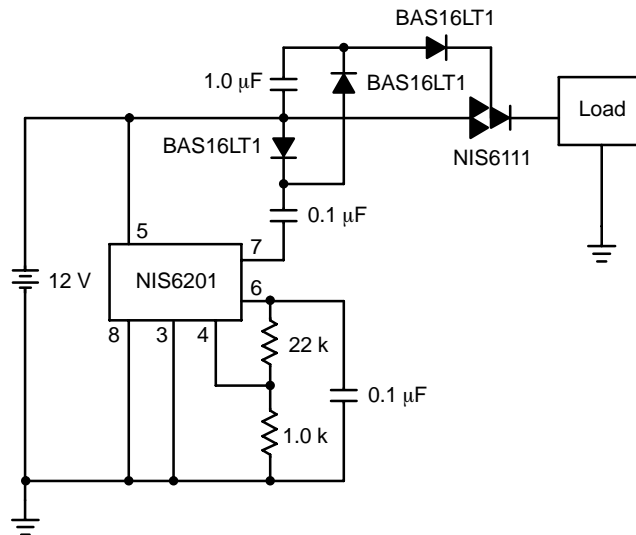 BAS16LT1
1.0 μF
BAS16LT1
Load
BAS16LT1
NIS6111
0.1 μF
5
7
12 V
NIS6201
6
8
3
4
22 k
0.1 μF
1.0 k